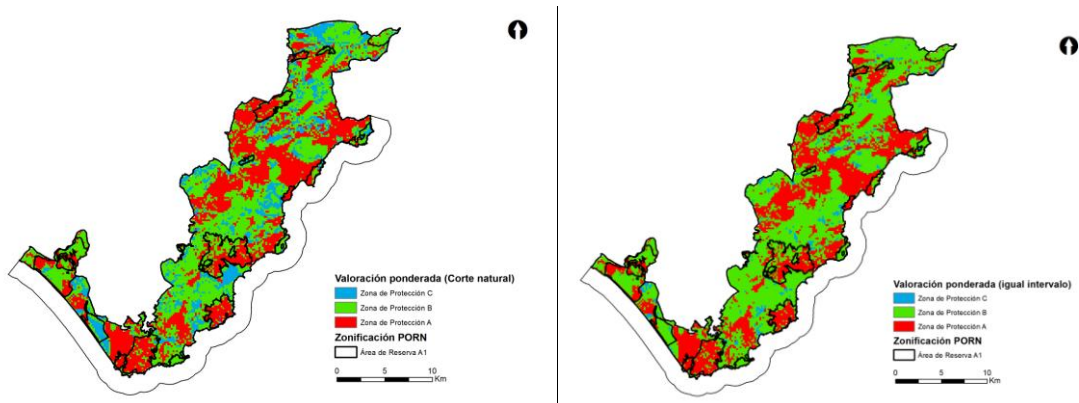 Valoración ponderada (Corte natural)
Zona de Protección C
Zona de Protección B
Zona de Protección A
Zonificación PORN
Área de Reserva A1
0 5 10
Km
Valoración ponderada (igual intervalo)
Zona de Protección C
Zona de Protección B
Zona de Protección A
Zonificación PORN
Área de Reserva A1
0 5 10
Km